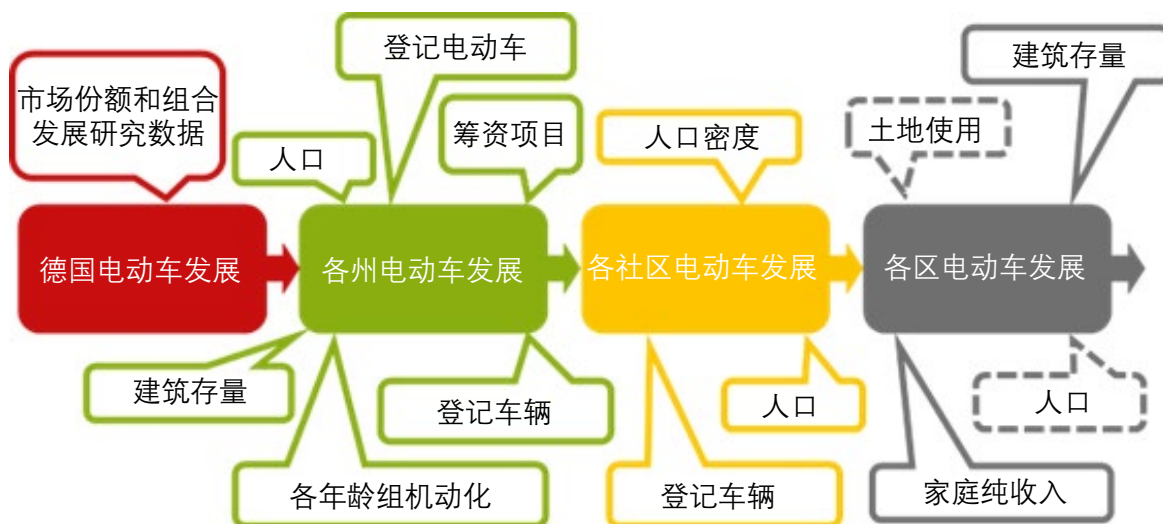 登记电动车
建筑存量
市场份额和组合
发展研究数据
人口
筹资项目
人口密度
土地使用
德国电动车发展
各州电动车发展
各社区电动车发展
各区电动车发展
建筑存量
登记车辆
人口
人口
各年龄组机动化
登记车辆
家庭纯收入